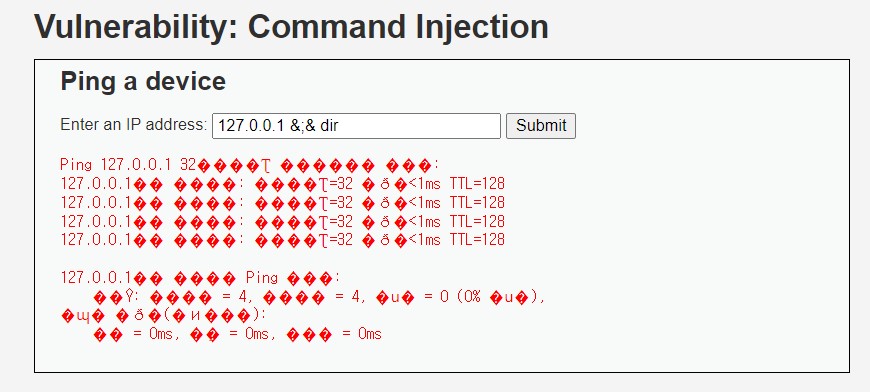 Vulnerability: Command Injection
Ping a device
Enter an IP address: 127.0.0.1 &;& dir Submit
Ping 127.0.0.1 32����Ʈ ������ ���:
127.0.0.1�� ����: ����Ʈ=32 �ð�<1ms TTL=128
127.0.0.1�� ����: ����Ʈ=32 �ð�<1ms TTL=128
127.0.0.1�� ����: ����Ʈ=32 �ð�<1ms TTL=128
127.0.0.1�� ����: ����Ʈ=32 �ð�<1ms TTL=128
127.0.0.1�� ���� Ping ���:
��Ŷ: ���� = 4, ���� = 4, �ս� = 0 (0% �ս�),
�պ� �ð�(�и���):
�� = 0ms, �� = 0ms, ��� = 0ms